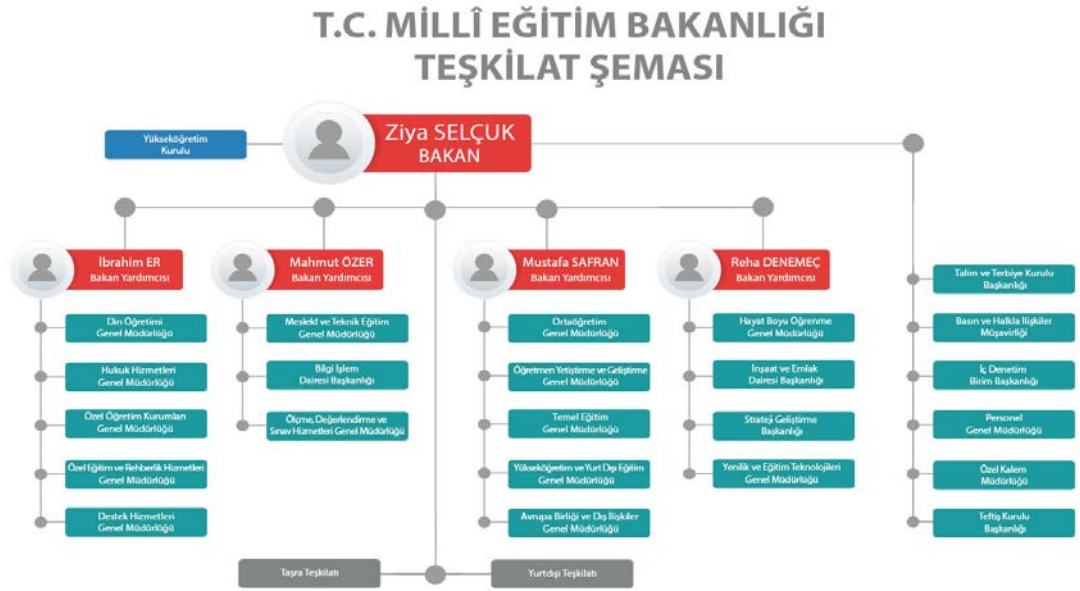 T.C. MİLLÎ EĞİTİM BAKANLIĞI
TEŞKİLAT ŞEMASI
Yükseköğretim
Kurulu
Ziya SELÇUK
BAKAN
İbrahim ER
Bakan Yardımcısı
Din Öğretimi
Genel Müdürlüğü
Hukuk Hizmetleri
Genel Müdürlüğü
Özel Öğretim Kurumları
Genel Müdürlüğü
Özel Eğitim ve Rehberlik Hizmetleri
Genel Müdürlüğü
Destek Hizmetleri
Genel Müdürlüğü
Mahmut ÖZER
Bakan Yardımcısı
Meslekî ve Teknik Eğitim
Genel Müdürlüğü
Bilgi İşlem
Dairesi Başkanlığı
Ölçme, Değerlendirme ve
Sınav Hizmetleri Genel Müdürlüğü
Mustafa SAFRAN
Bakan Yardımcısı
Ortaöğretim
Genel Müdürlüğü
Öğretmen Yetiştirme ve Geliştirme
Genel Müdürlüğü
Temel Eğitim
Genel Müdürlüğü
Yükseköğretim ve Yurt Dışı Eğitim
Genel Müdürlüğü
Avrupa Birliği ve Dış İlişkiler
Genel Müdürlüğü
Reha DENEMEÇ
Bakan Yardımcısı
Hayat Boyu Öğrenme
Genel Müdürlüğü
İnşaat ve Emlak
Dairesi Başkanlığı
Strateji Geliştirme
Başkanlığı
Yenilik ve Eğitim Teknolojileri
Genel Müdürlüğü
Talim ve Terbiye Kurulu
Başkanlığı
Basın ve Halkla İlişkiler
Müşavirliği
İç Denetim
Birim Başkanlığı
Personel
Genel Müdürlüğü
Özel Kalem
Müdürlüğü
Teftiş Kurulu
Başkanlığı
Taşra Teşkilatı
Yurtdışı Teşkilatı